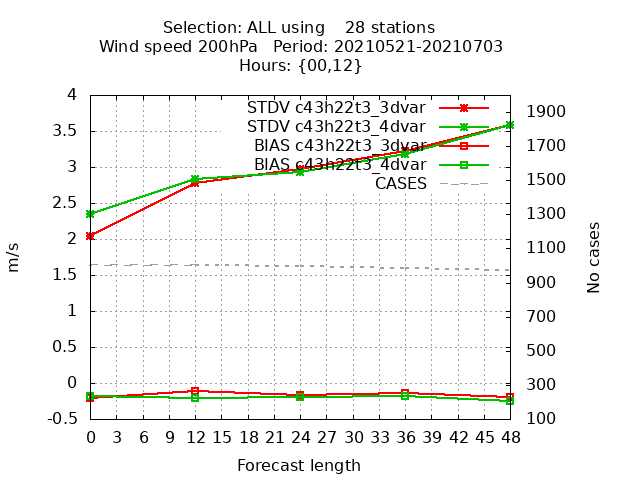 Selection: ALL using    28 stations
Wind speed 200hPa   Period: 20210521-20210703
Hours: {00,12}
STDV c43h22t3_3dvar
STDV c43h22t3_4dvar
BIAS c43h22t3_3dvar
BIAS c43h22t3_4dvar
CASES
4
3.5
3
2.5
2
1.5
1
0.5
0
-0.5
m/s
1900
1700
1500
1300
1100
900
700
500
300
100
No cases
0 3 6 9 12 15 18 21 24 27 30 33 36 39 42 45 48
Forecast length